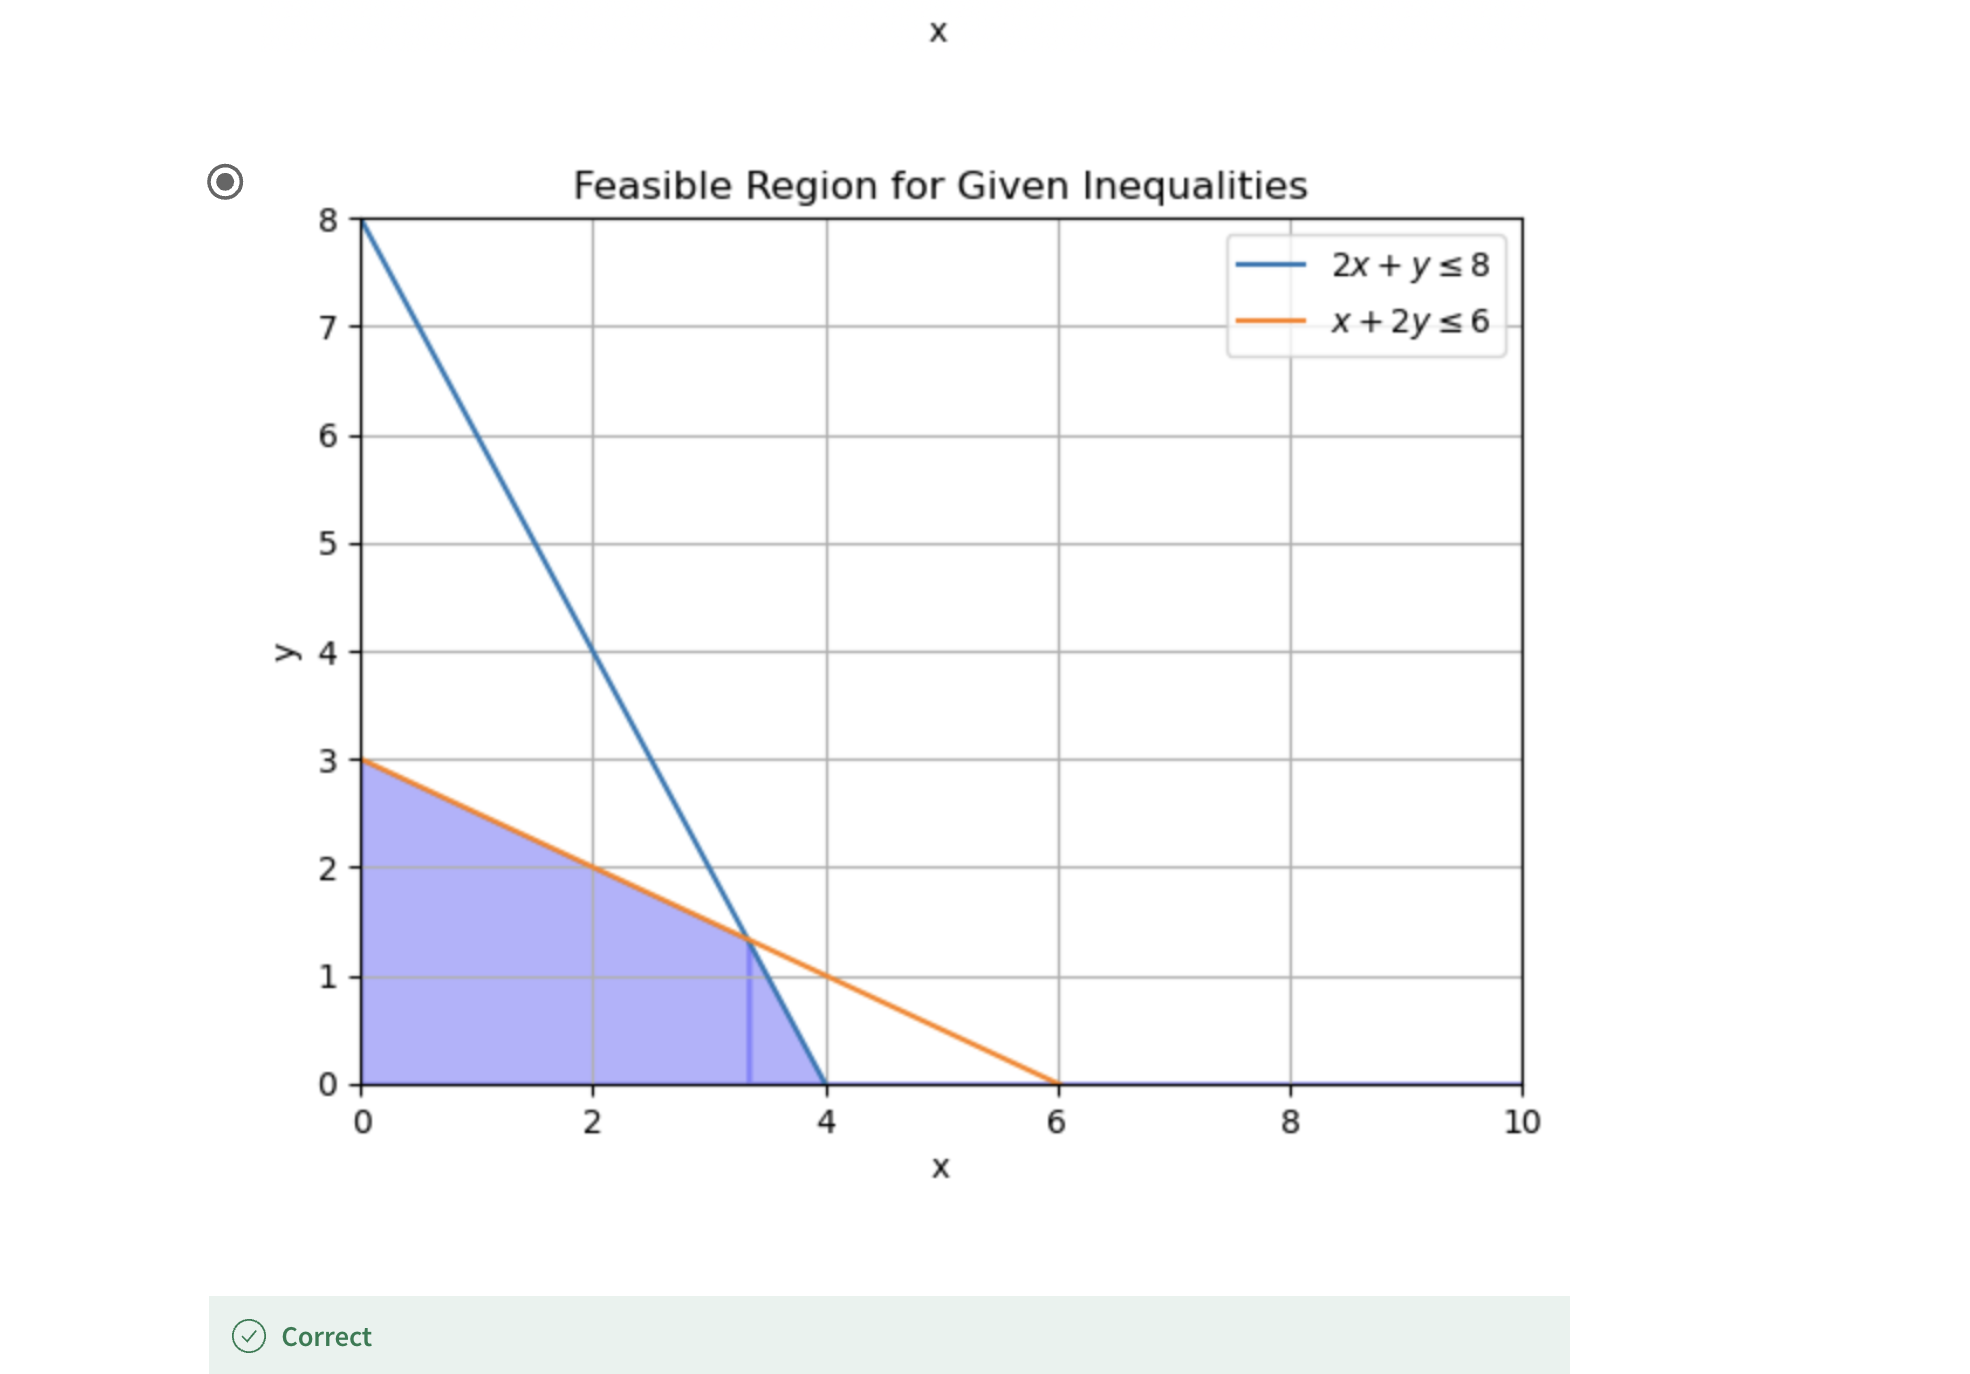 x
Feasible Region for Given Inequalities
8
2x + y ≤ 8
x + 2y ≤ 6
7
6
5
y
4
3
2
1
0
0 2 4 6 8 10
x
Correct